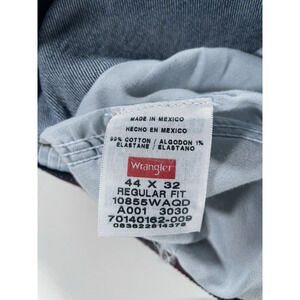 MADE IN MEXICO
HECHO EN MEXICO
99% COTTON / ALGODON 1%
ELASTANE / ELASTANO
Wrangler
44 X 32
REGULAR FIT
10855WAQD
A001 3030
70140162-009
083622814378